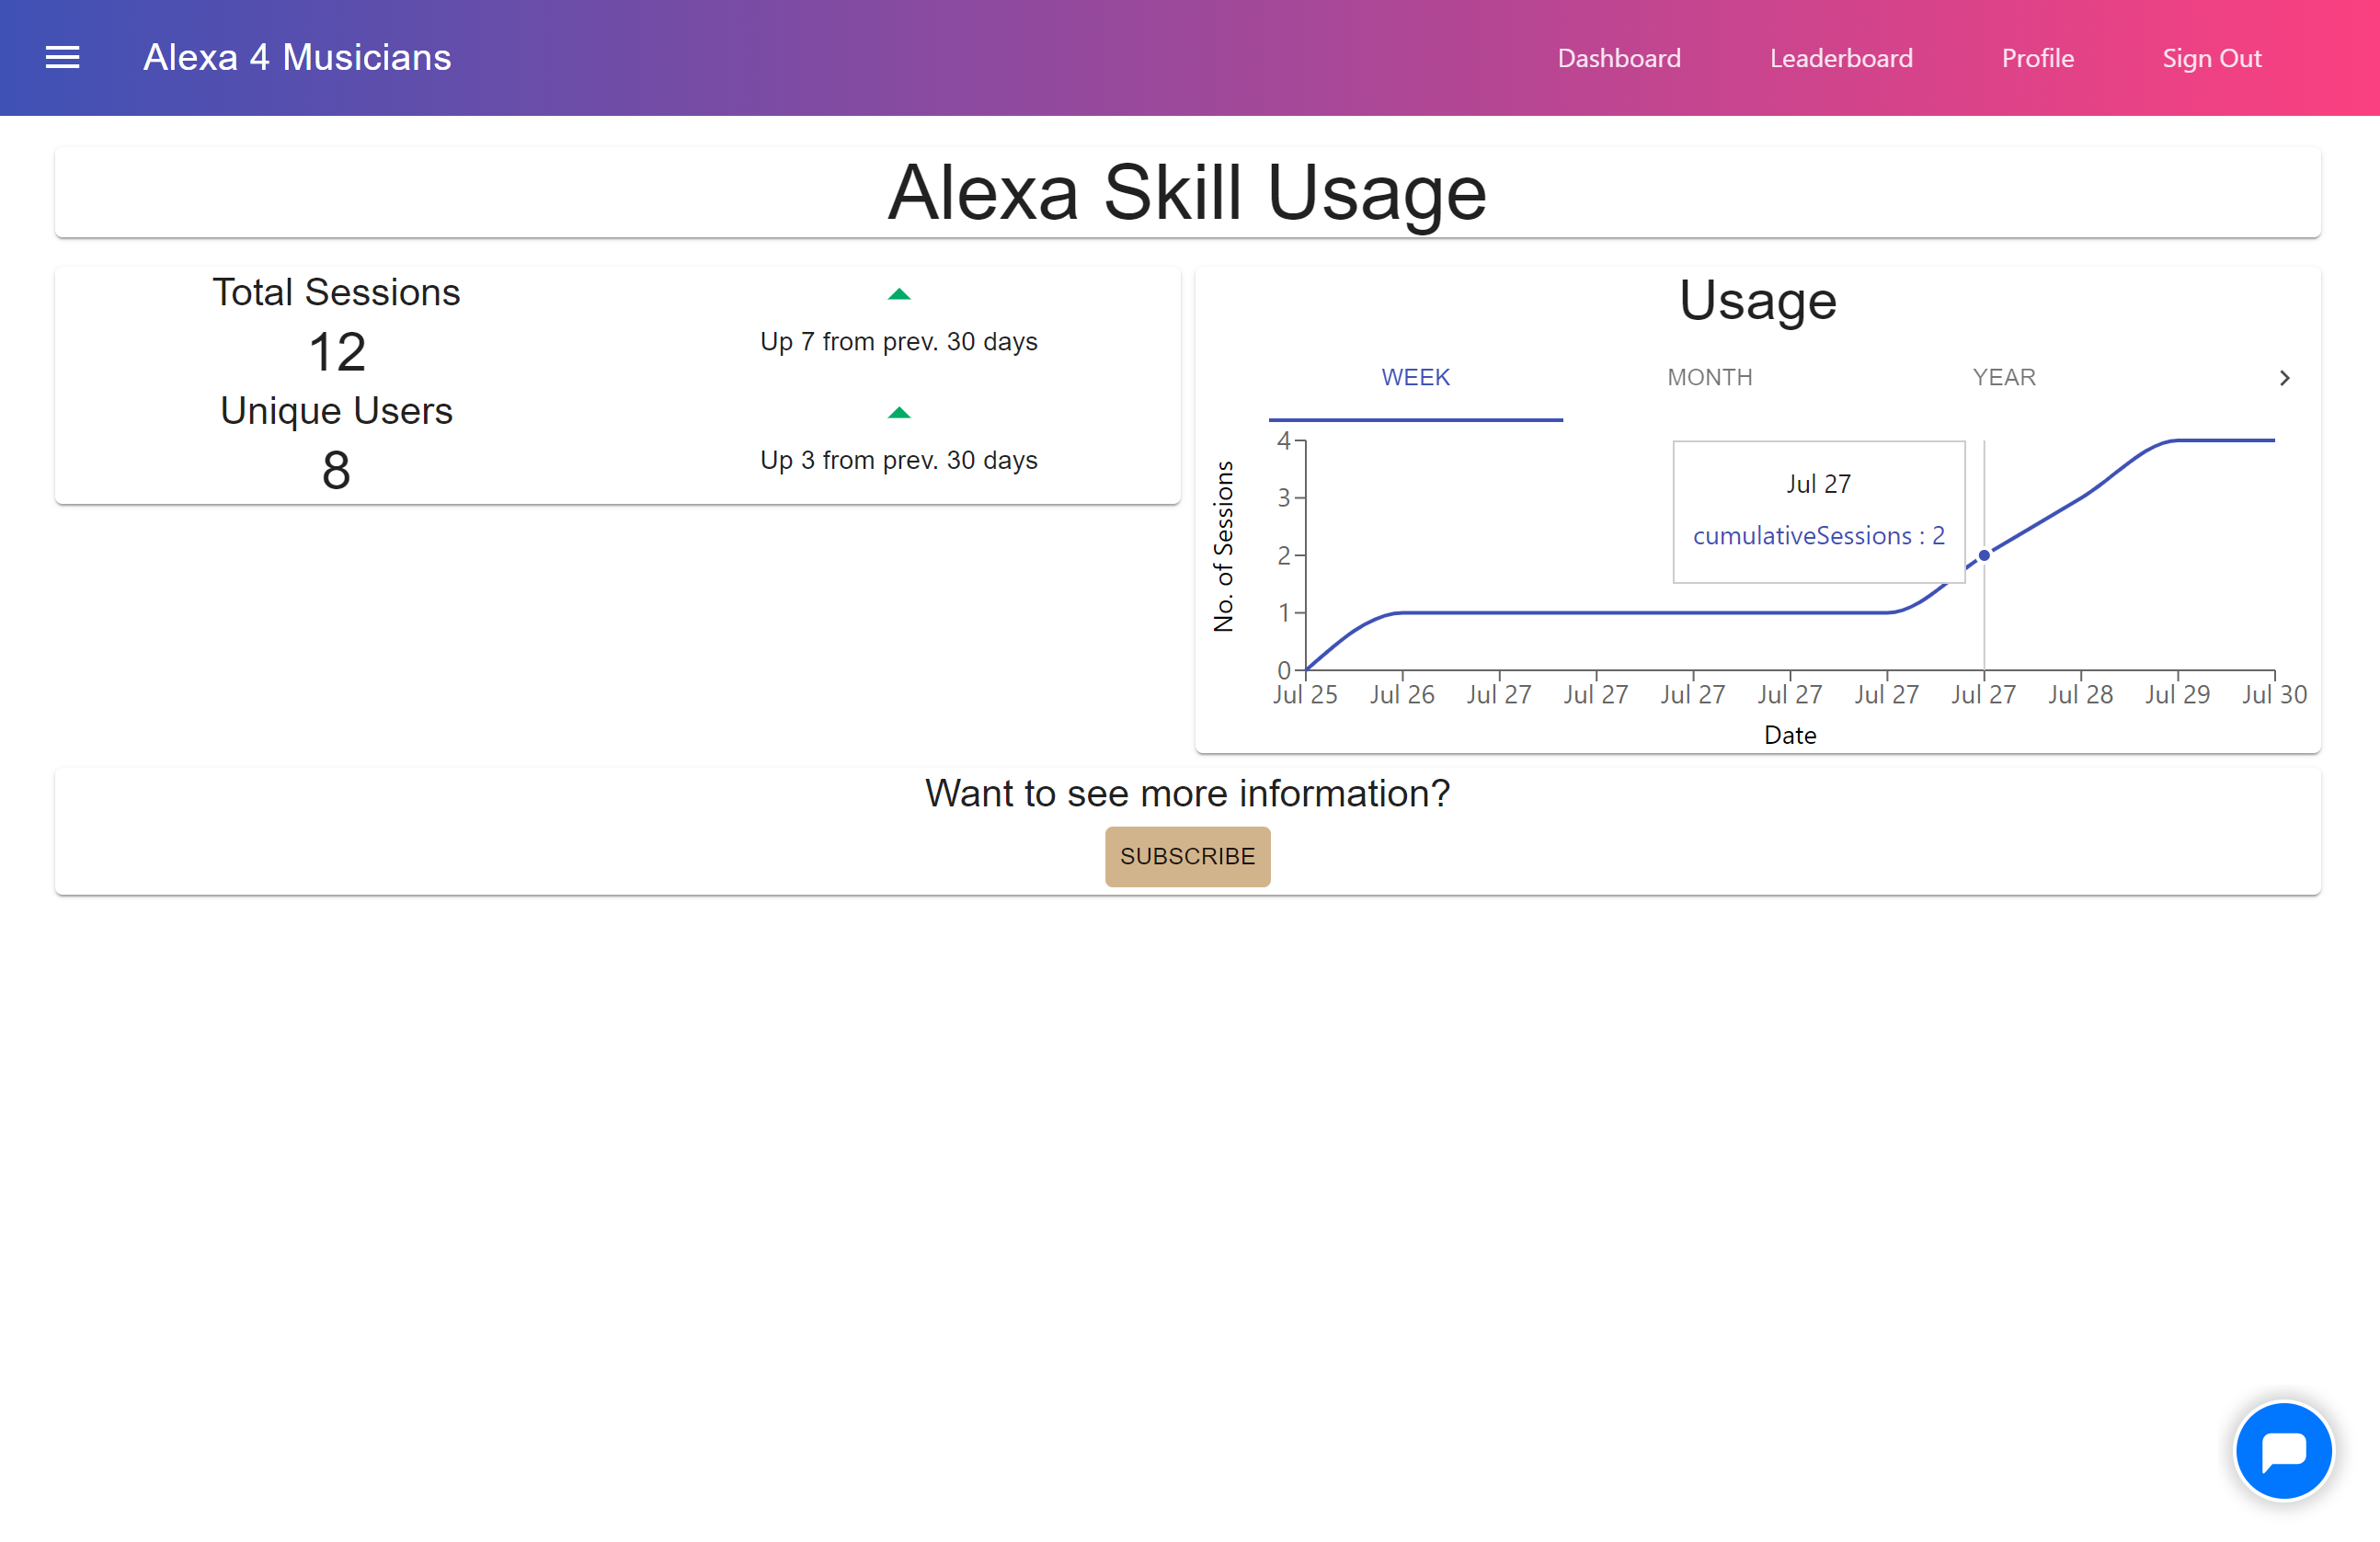 Alexa 4 Musicians
Dashboard
Leaderboard
Profile
Sign Out
Alexa Skill Usage
Total Sessions
12
Up 7 from prev. 30 days
Unique Users
8
Up 3 from prev. 30 days
Usage
WEEK
MONTH
YEAR
No. of Sessions
4
3
2
1
0
Jul 27
cumulativeSessions : 2
Jul 25
Jul 26
Jul 27
Jul 27
Jul 27
Jul 27
Jul 27
Jul 27
Jul 28
Jul 29
Jul 30
Date
Want to see more information?
SUBSCRIBE